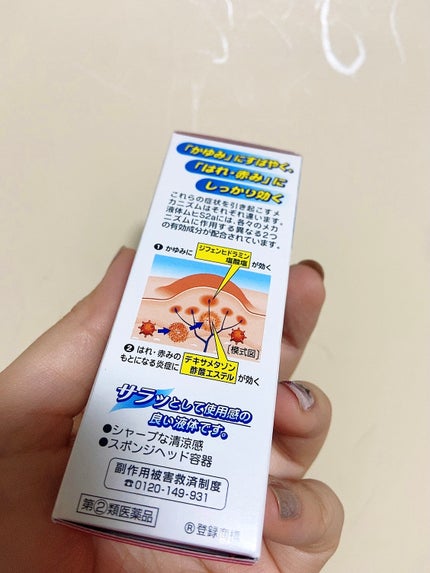 「かゆみ」にすばやく、
「はれ・赤み」に
しっかり効く
これらの症状を引き起こすメ
カニズムはそれぞれ違います。
液体ムヒS2aには、各々のメカ
ニズムに作用する異なる2つ
の有効成分が配合されています。
❶ かゆみに ジフェンヒドラミン塩酸塩 が効く
[模式図]
❷ はれ・赤みの
もとになる炎症に デキサメタゾン酢酸エステル が効く
サラッとして使用感の
良い液体です。
●シャープな清涼感
●スポンジヘッド容器
副作用被害救済制度
☎0120-149-931
指②類医薬品
Ⓡ登録商標